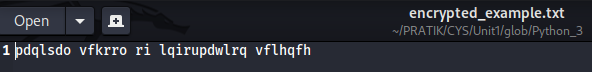 Open
encrypted_example.txt
~/PRATIK/CYS/Unit1/glob/Python_3
1 pdqlsdo vfkrro ri lqirupdwlrq vflhqfh